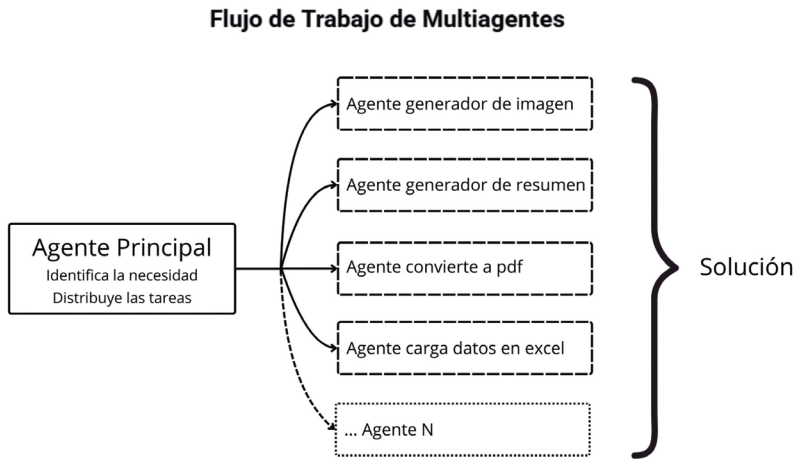 Flujo de Trabajo de Multiagentes
Agente Principal
Identifica la necesidad
Distribuye las tareas
Agente generador de imagen
Agente generador de resumen
Agente convierte a pdf
Agente carga datos en excel
... Agente N
Solución